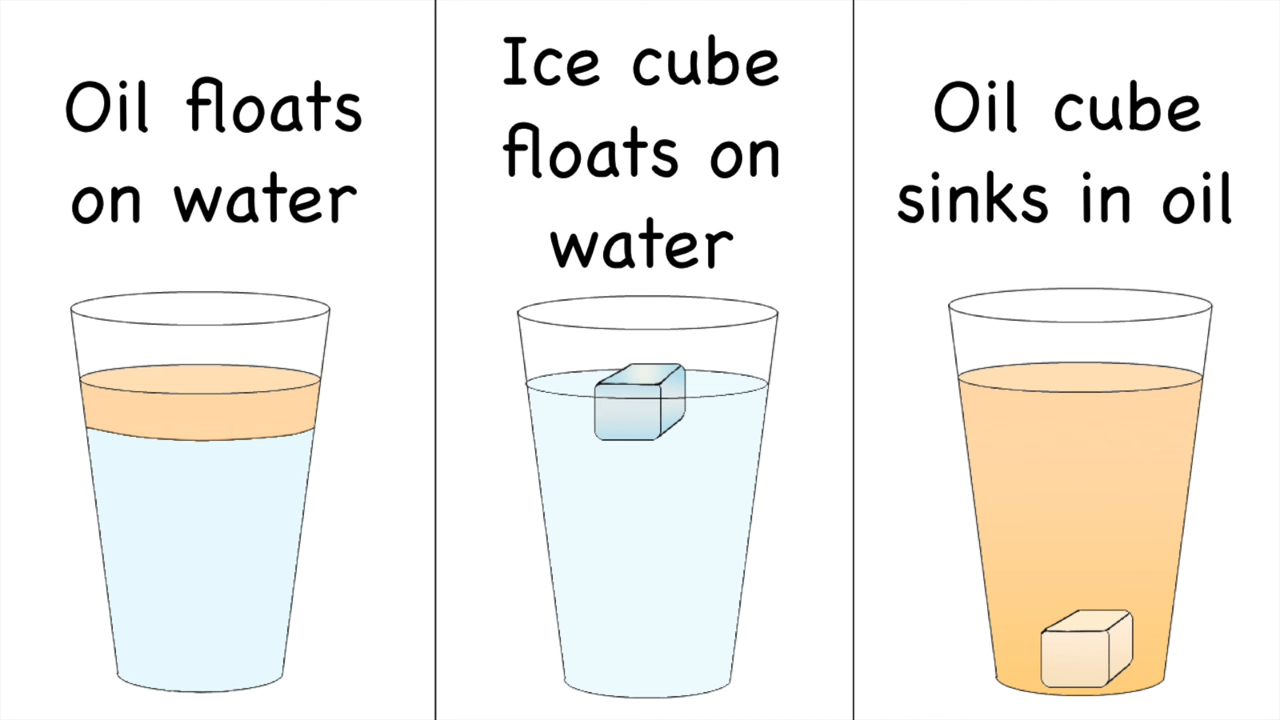 Oil floats
on water
Ice cube
floats on
water
Oil cube
sinks in oil